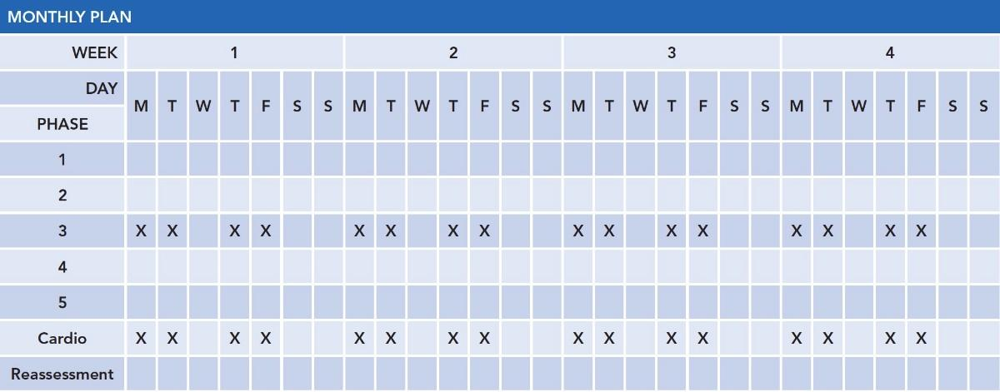 MONTHLY PLAN
WEEK 1 2 3 4
DAY
M T W T F S S M T W T F S S M T W T F S S M T W T F S S
PHASE
1
2
3 X X X X X X X X X X X X X X X X
4
5
Cardio X X X X X X X X X X X X X X X X
Reassessment